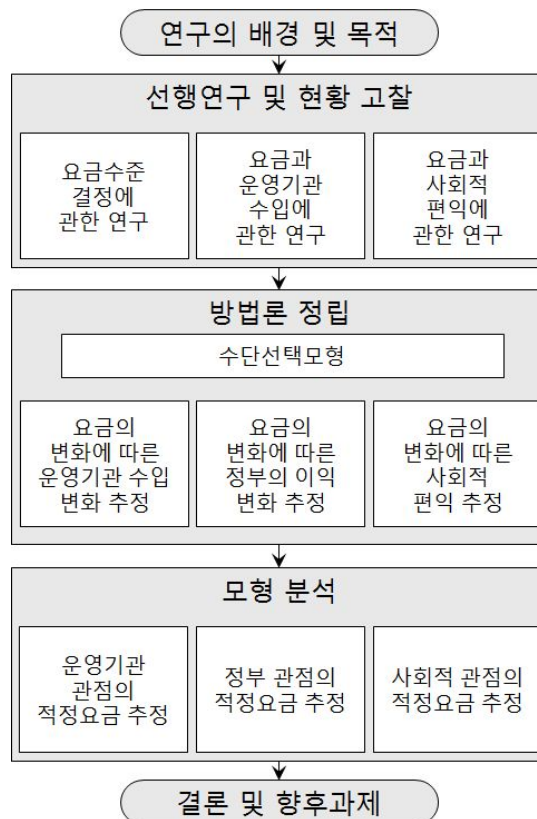 연구의 배경 및 목적
선행연구 및 현황 고찰
요금수준
결정에
관한 연구
요금과
운영기관
수입에
관한 연구
요금과
사회적
편익에
관한 연구
방법론 정립
수단선택모형
요금의
변화에 따른
운영기관 수입
변화 추정
요금의
변화에 따른
정부의 이익
변화 추정
요금의
변화에 따른
사회적
편익 추정
모형 분석
운영기관
관점의
적정요금 추정
정부 관점의
적정요금 추정
사회적 관점의
적정요금 추정
결론 및 향후과제